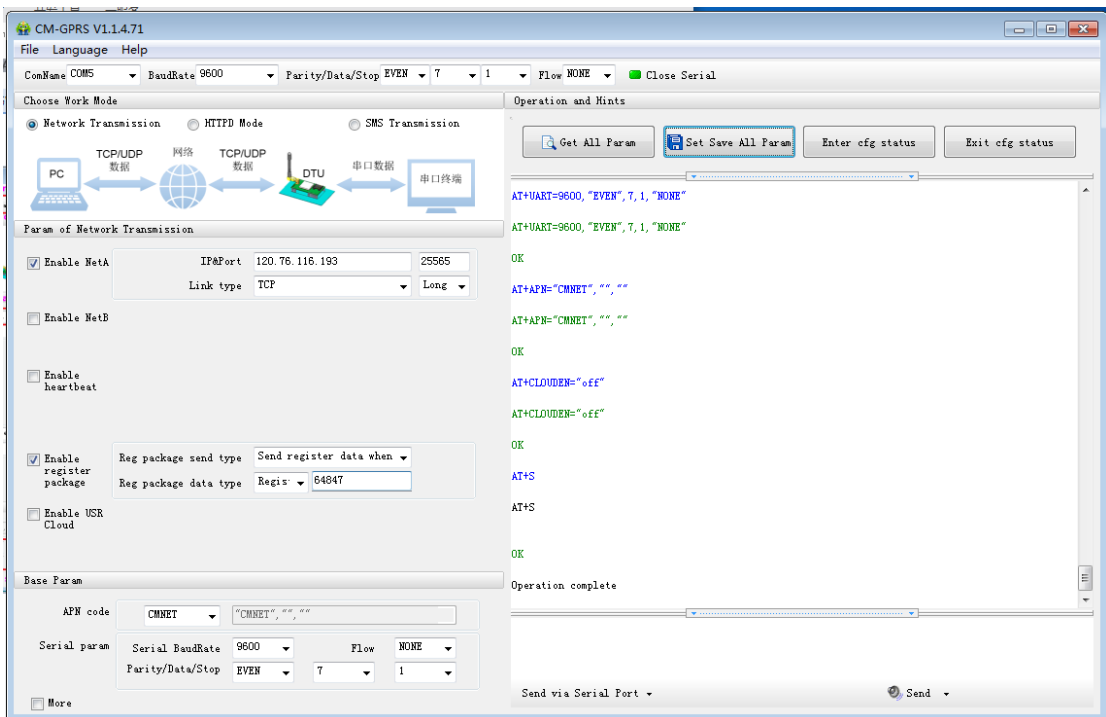 CM-GPRS V1.1.4.71
File Language Help
ComName COM5 BaudRate 9600 Parity/Data/Stop EVEN 7 1 Flow NONE Close Serial
Choose Work Mode
Network Transmission HTTPD Mode SMS Transmission
PC
TCP/UDP
数据
网络
TCP/UDP
数据
DTU
串口数据
串口终端
Param of Network Transmission
Enable NetA IP&Port 120.76.116.193 25565
Link type TCP Long
Enable NetB
Enable
heartbeat
Enable
register
package
Reg package send type Send register data when
Reg package data type Regis 64847
Enable USR
Cloud
Base Param
APN code CMNET "CMNET","",""
Serial param Serial BaudRate 9600 Flow NONE
Parity/Data/Stop EVEN 7 1
More
Operation and Hints
Get All Param Set Save All Param Enter cfg status Exit cfg status
AT+UART=9600,"EVEN",7,1,"NONE"
AT+UART=9600,"EVEN",7,1,"NONE"
OK
AT+APN="CMNET","",""
AT+APN="CMNET","",""
OK
AT+CLOUDEN="off"
AT+CLOUDEN="off"
OK
AT+S
AT+S
OK
Operation complete
Send via Serial Port Send